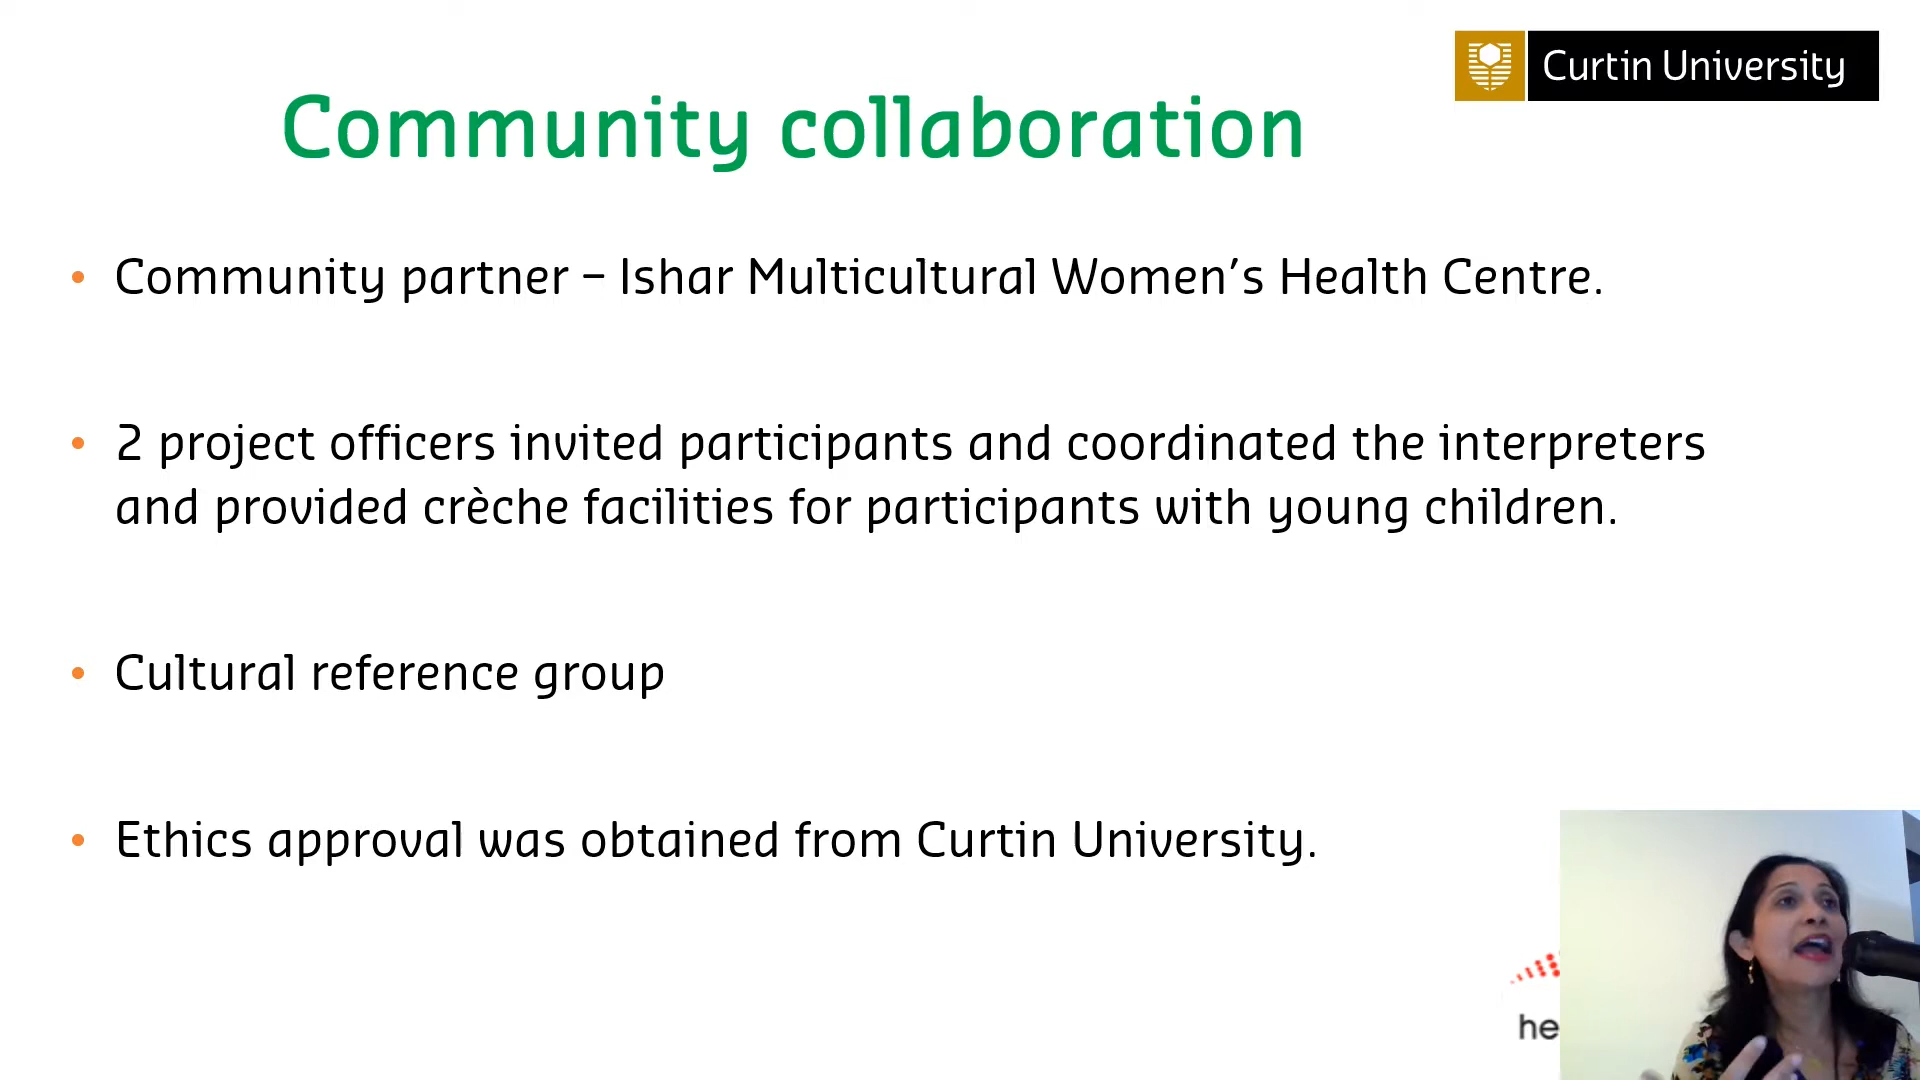 Curtin University
Community collaboration
• Community partner – Ishar Multicultural Women's Health Centre.
• 2 project officers invited participants and coordinated the interpreters
and provided crèche facilities for participants with young children.
• Cultural reference group
• Ethics approval was obtained from Curtin University.
he